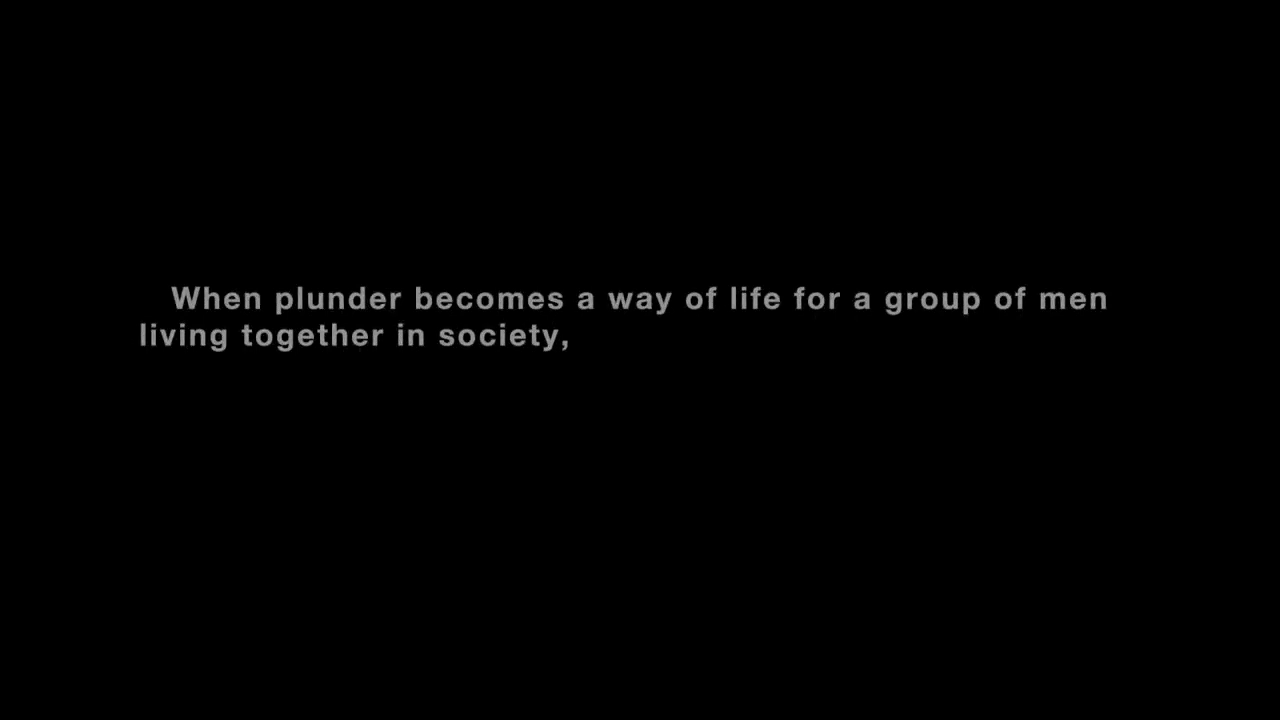 When plunder becomes a way of life for a group of men
living together in society,